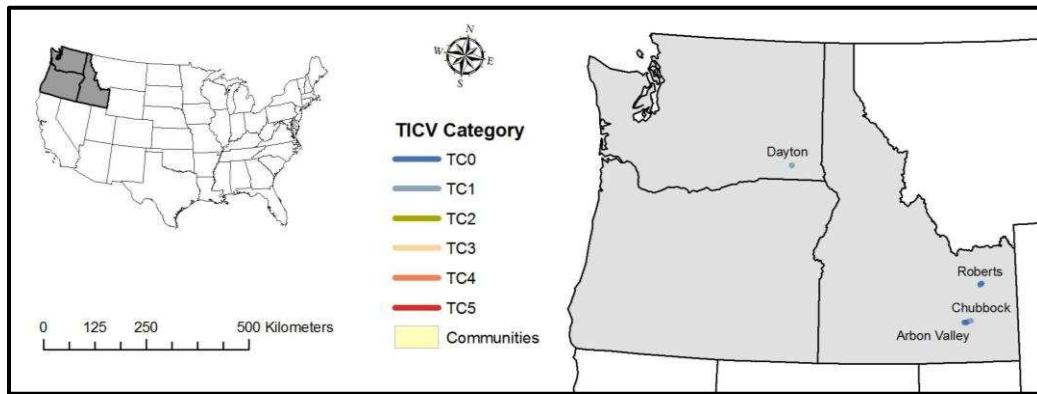 N
W
E
S
TICV Category
TC0
TC1
TC2
TC3
TC4
TC5
Communities
0 125 250 500 Kilometers
Dayton
Roberts
Chubbock
Arbon Valley